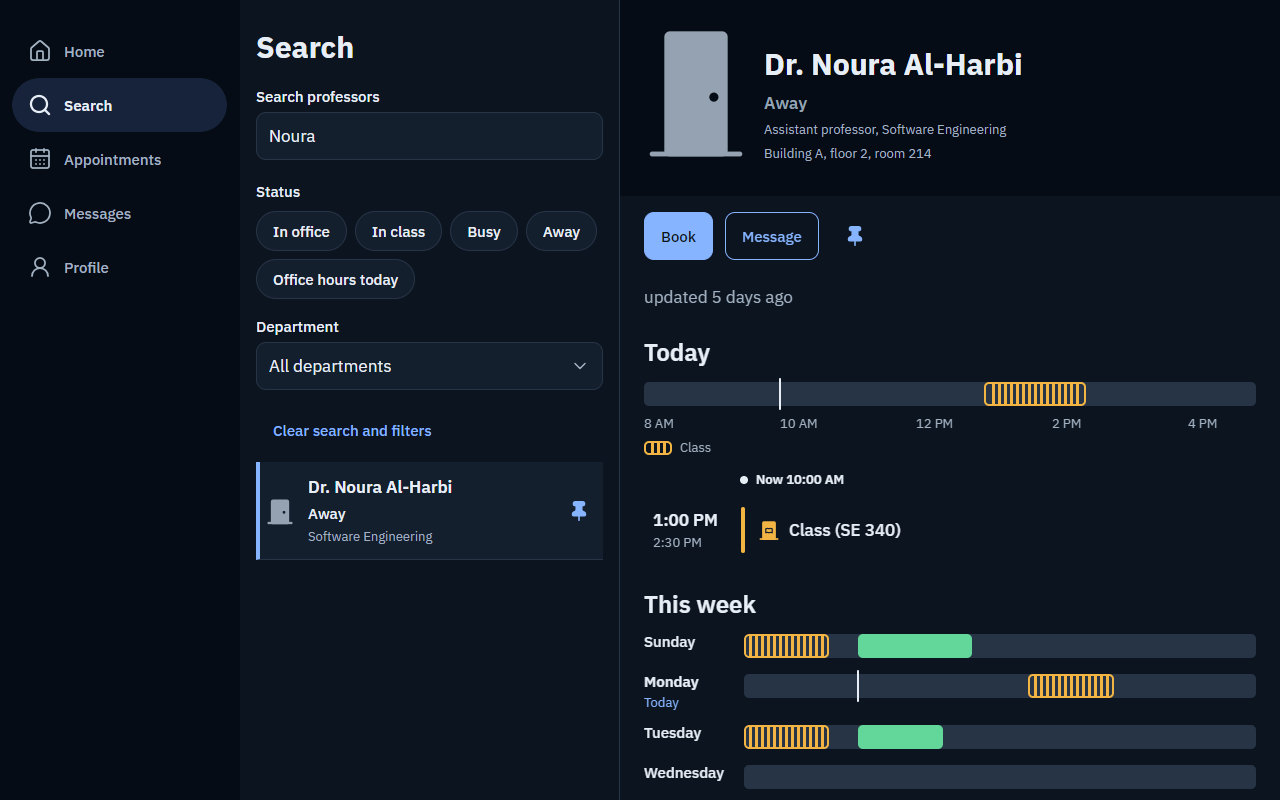 Home
Search
Appointments
Messages
Profile
Search
Search professors
Noura
Status
In office
In class
Busy
Away
Office hours today
Department
All departments
Clear search and filters
Dr. Noura Al-Harbi
Away
Software Engineering
Dr. Noura Al-Harbi
Away
Assistant professor, Software Engineering
Building A, floor 2, room 214
Book
Message
updated 5 days ago
Today
8 AM 10 AM 12 PM 2 PM 4 PM
Class
Now 10:00 AM
1:00 PM
2:30 PM
Class (SE 340)
This week
Sunday
Monday
Today
Tuesday
Wednesday